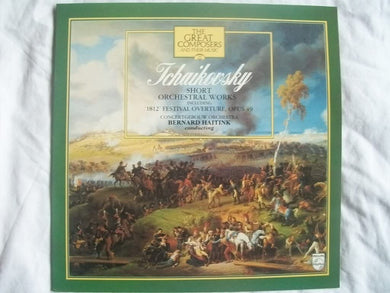 THE
GREAT
COMPOSERS
AND THEIR MUSIC
Tchaikovsky
SHORT
ORCHESTRAL WORKS
INCLUDING
'1812' FESTIVAL OVERTURE, OPUS 49
CONCERTGEBOUW ORCHESTRA
BERNARD HAITINK
conducting